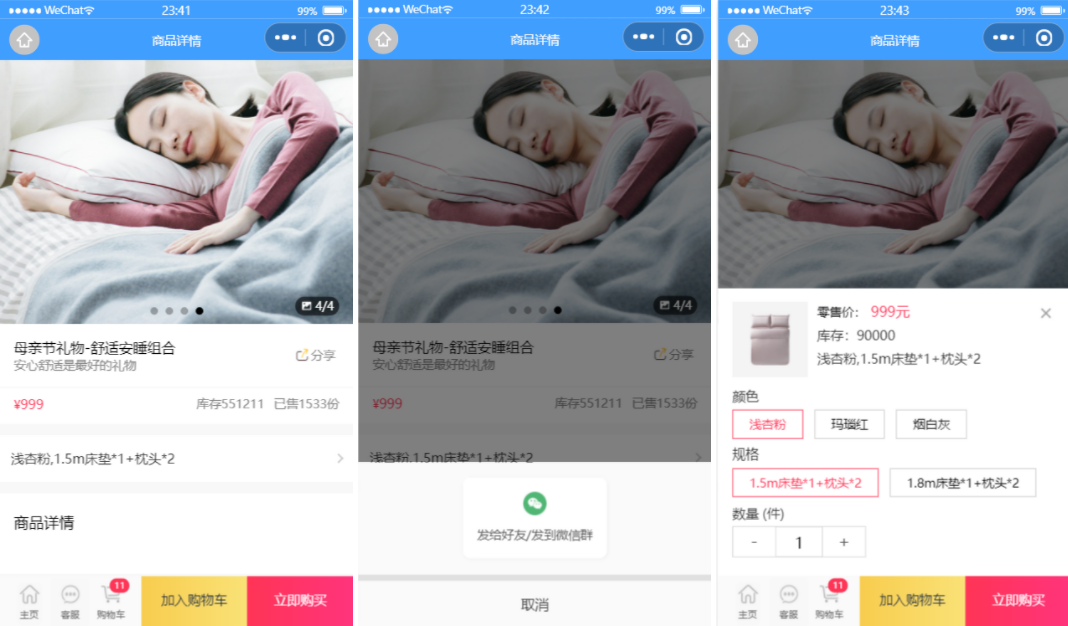 WeChat 23:41 99%
商品详情
4/4
母亲节礼物-舒适安睡组合
安心舒适是最好的礼物
分享
¥999 库存551211 已售1533份
浅杏粉,1.5m床垫*1+枕头*2
商品详情
11
主页 客服 购物车 加入购物车 立即购买
WeChat 23:42 99%
商品详情
4/4
母亲节礼物-舒适安睡组合
安心舒适是最好的礼物
分享
¥999 库存551211 已售1533份
浅杏粉,1.5m床垫*1+枕头*2
发给好友/发到微信群
取消
WeChat 23:43 99%
商品详情
零售价: 999元
库存: 90000
浅杏粉,1.5m床垫*1+枕头*2
颜色
浅杏粉 玛瑙红 烟白灰
规格
1.5m床垫*1+枕头*2 1.8m床垫*1+枕头*2
数量 (件)
- 1 +
11
主页 客服 购物车 加入购物车 立即购买